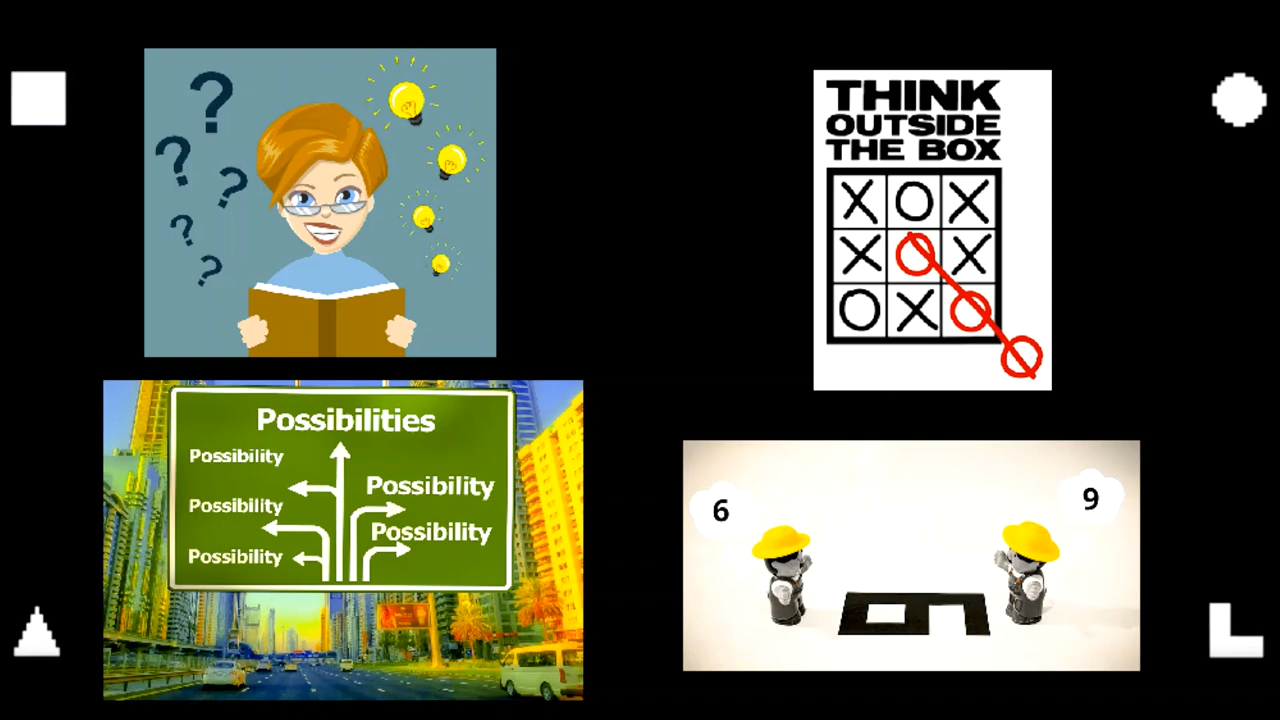 ?
?
?
?
?
THINK
OUTSIDE
THE BOX
X O X
X O X
O X O
O
Possibilities
Possibility
Possibility
Possibility
Possibility
Possibility
6
9